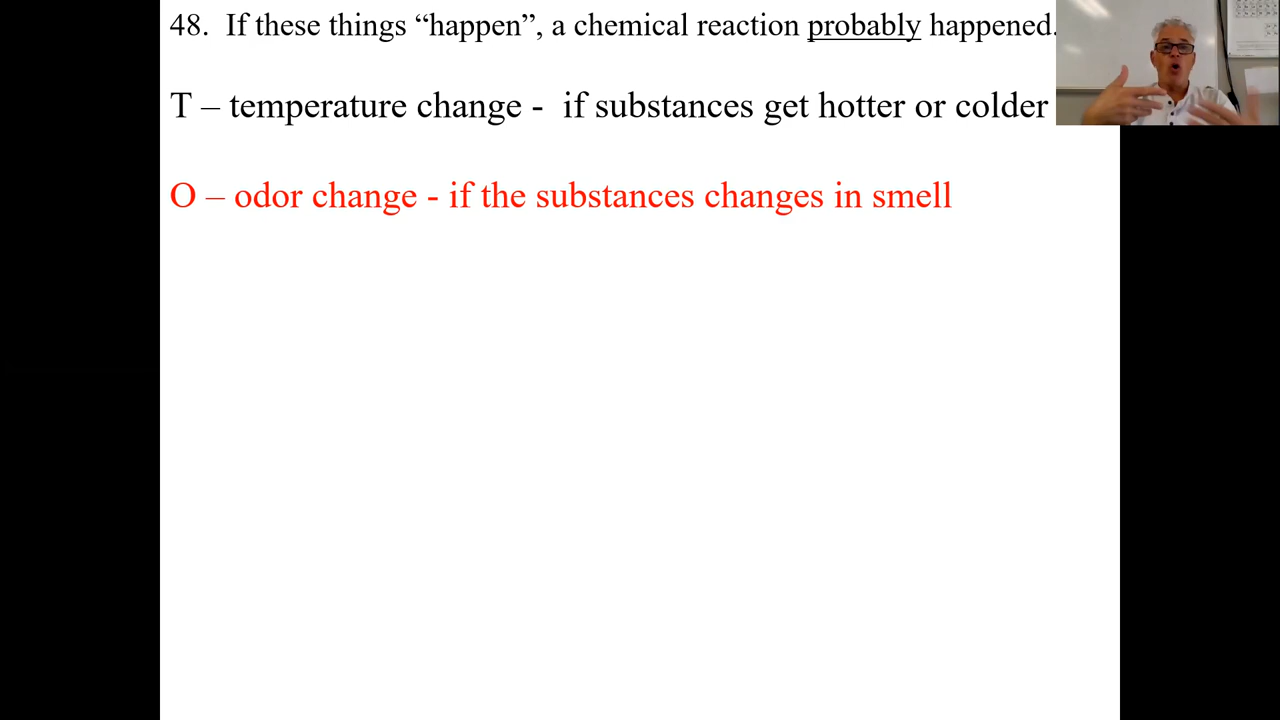 48. If these things “happen”, a chemical reaction probably happened.
T – temperature change - if substances get hotter or colder
O – odor change - if the substances changes in smell